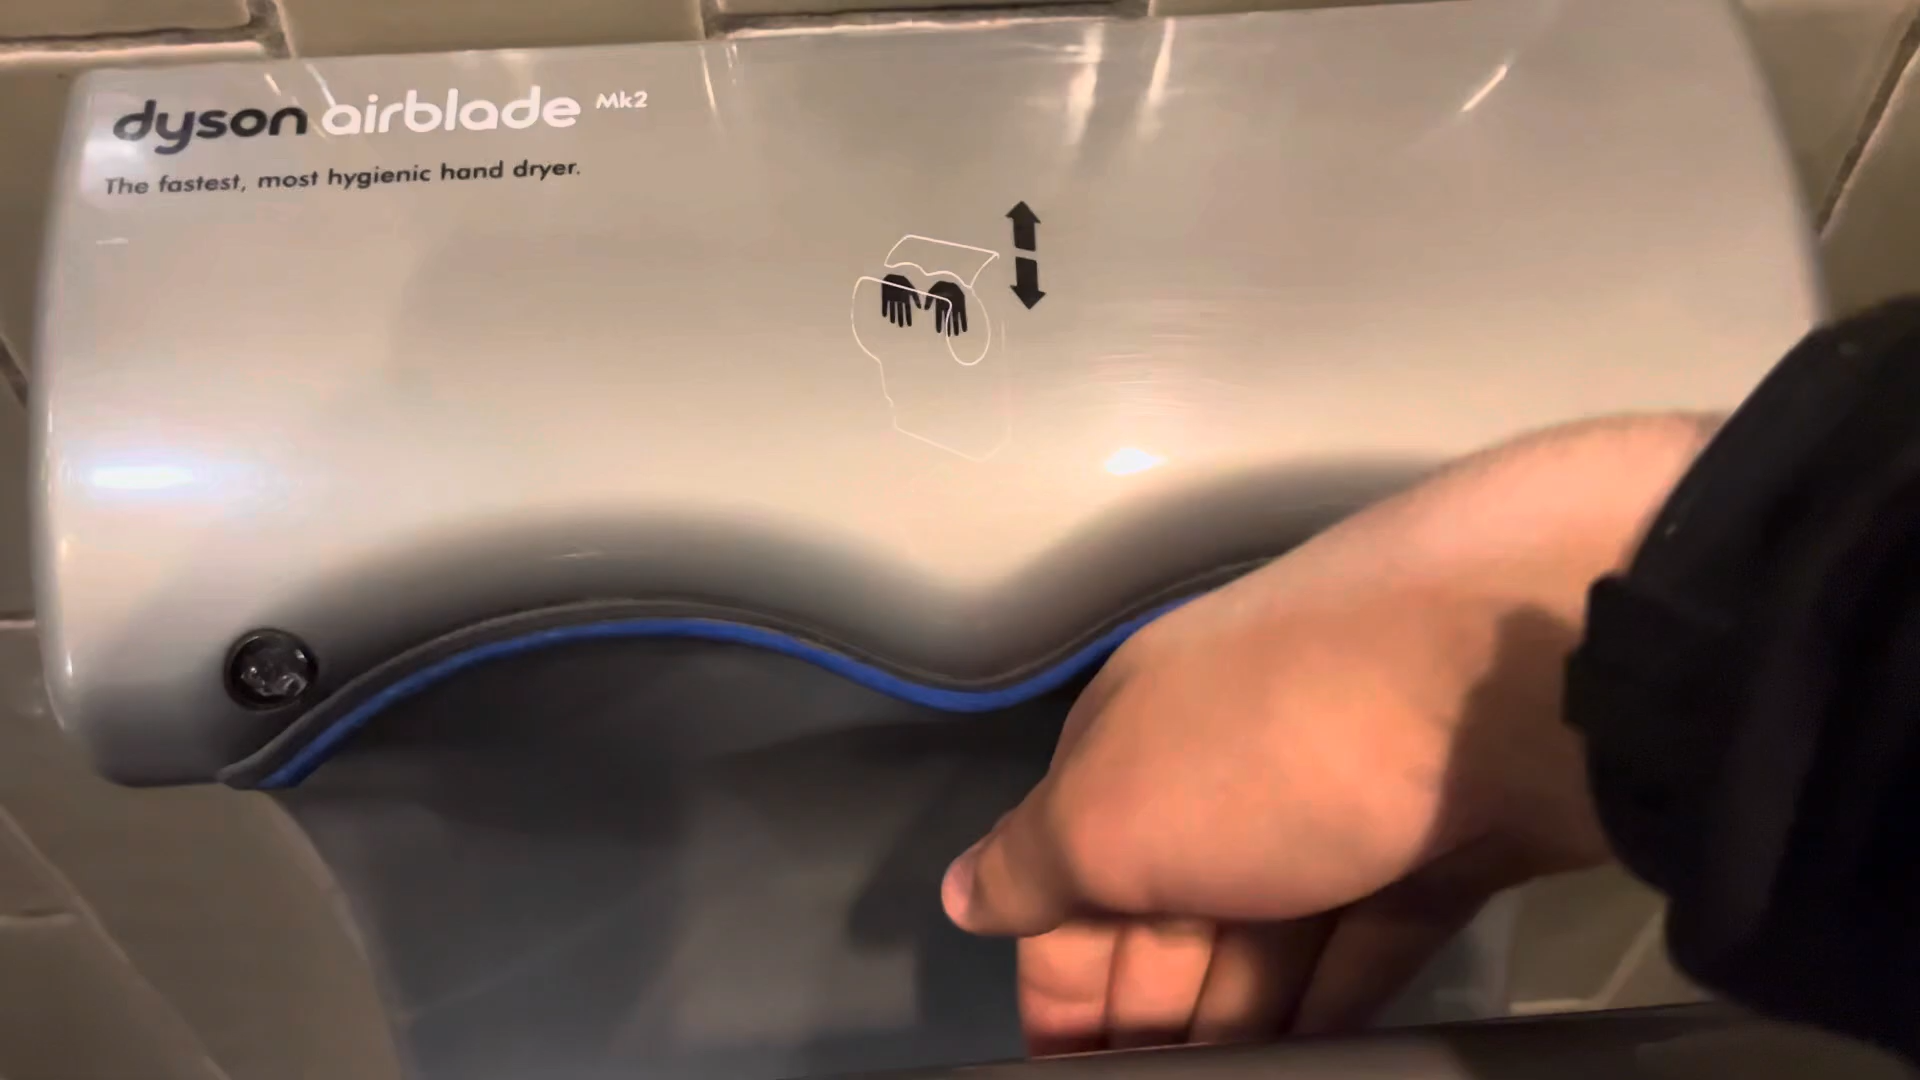 dyson airblade Mk2
The fastest, most hygienic hand dryer.